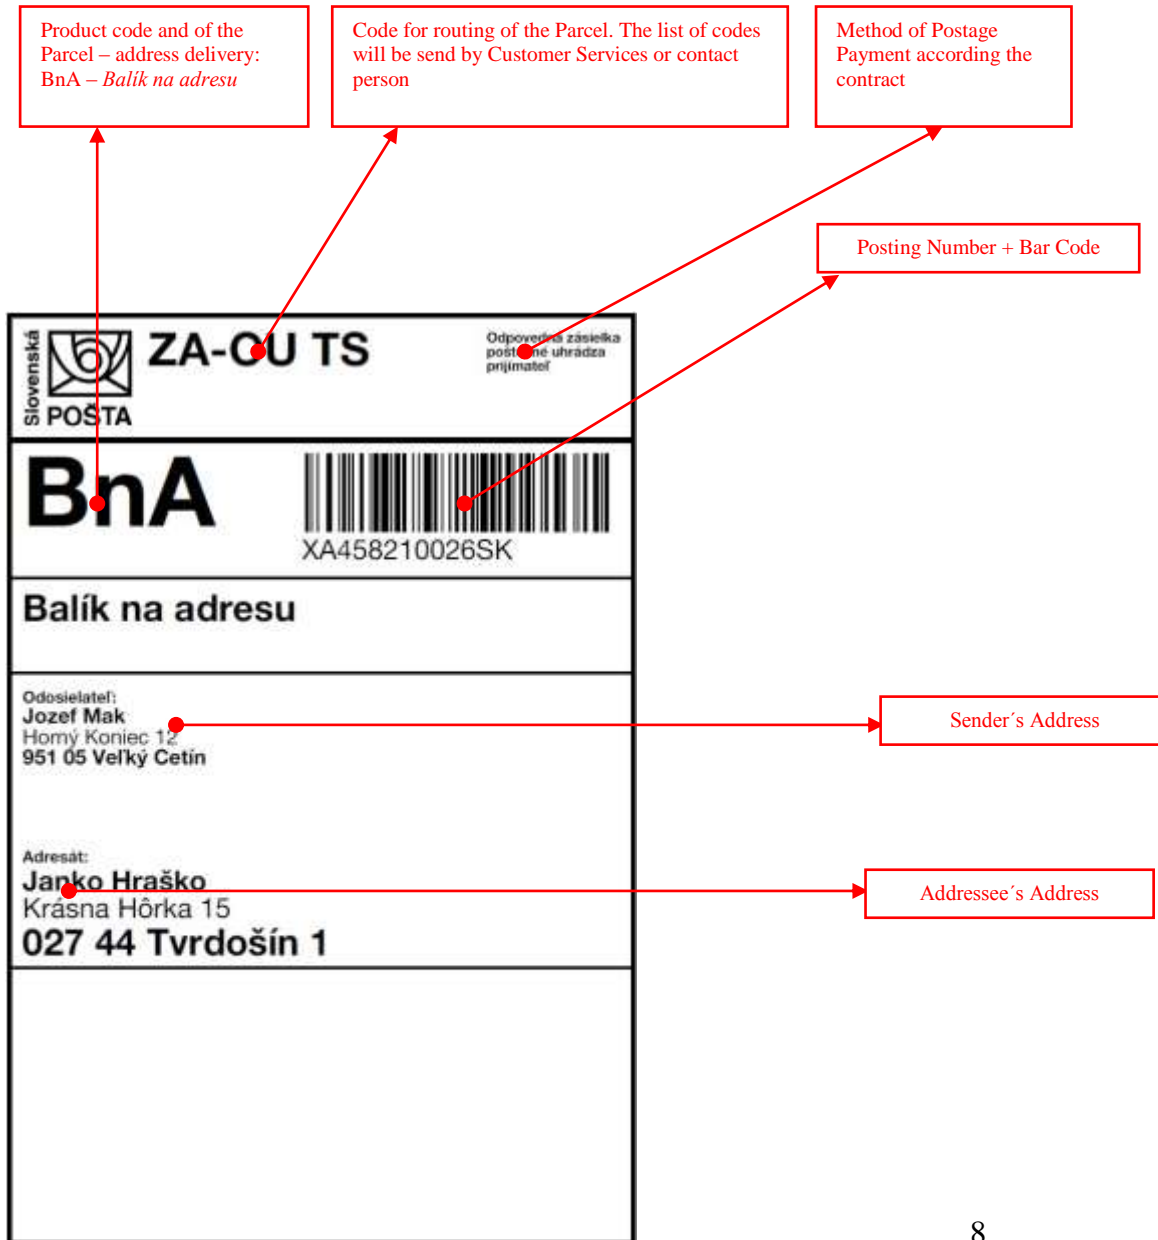 Product code and of the
Parcel – address delivery:
BnA – Balík na adresu
Code for routing of the Parcel. The list of codes
will be send by Customer Services or contact
person
Method of Postage
Payment according the
contract
Posting Number + Bar Code
Slovenská
POŠTA
ZA-OU TS
Odpovedná zásielka
poštovné uhrádza
prijímateľ
BnA
XA458210026SK
Balík na adresu
Odosielateľ:
Jozef Mak
Horný Koniec 12
951 05 Veľký Cetín
Sender´s Address
Adresát:
Janko Hraško
Krásna Hôrka 15
027 44 Tvrdošín 1
Addressee´s Address
8